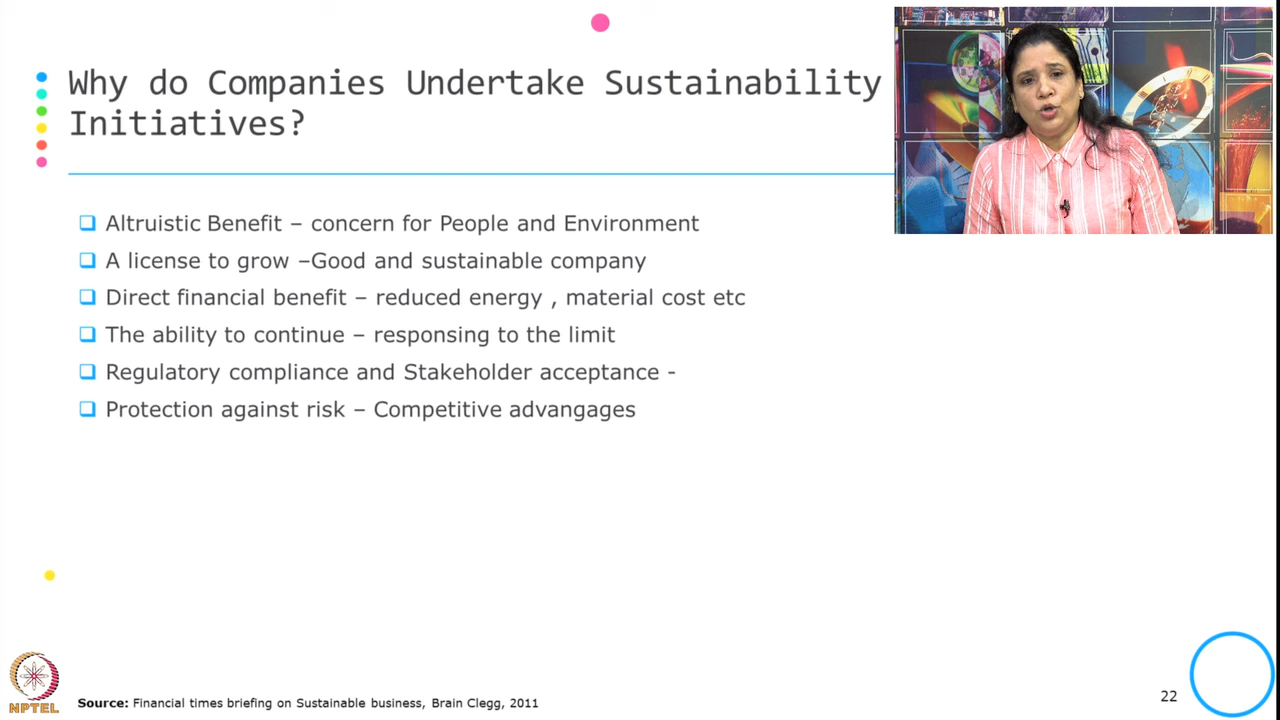 Why do Companies Undertake Sustainability
Initiatives?
Altruistic Benefit – concern for People and Environment
A license to grow –Good and sustainable company
Direct financial benefit – reduced energy , material cost etc
The ability to continue – responsing to the limit
Regulatory compliance and Stakeholder acceptance -
Protection against risk – Competitive advangages
NPTEL
Source: Financial times briefing on Sustainable business, Brain Clegg, 2011
22